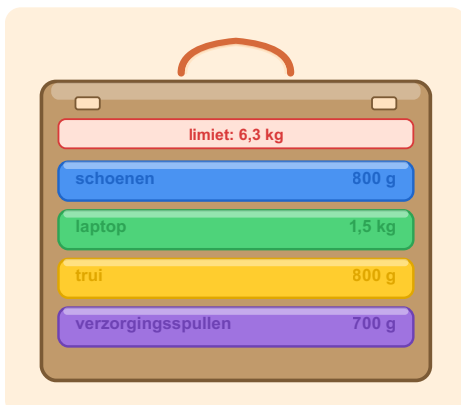 limiet: 6,3 kg
schoenen 800 g
laptop 1,5 kg
trui 800 g
verzorgingsspullen 700 g